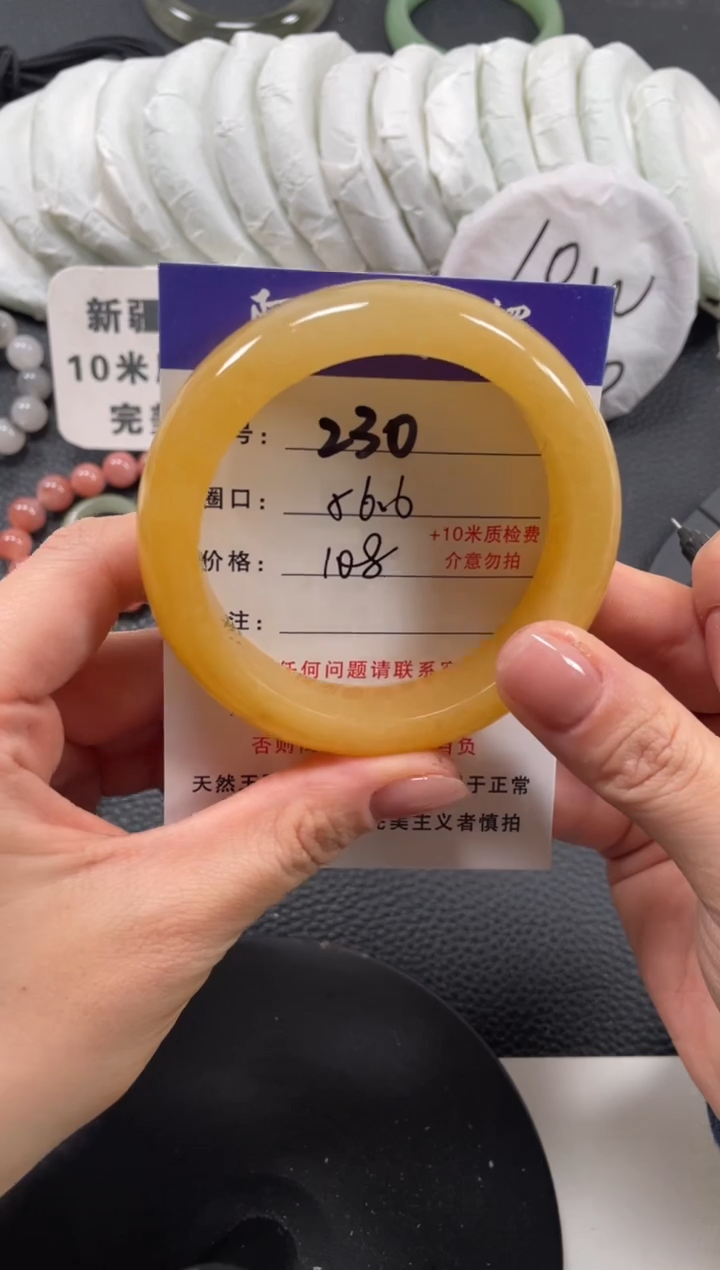 新疆
10米
完
号： 230
圈口： 56.6
价格： 108
+10米质检费
介意勿拍
注：
任何问题请联系
否则 自负
天然玉 于正常
完美主义者慎拍